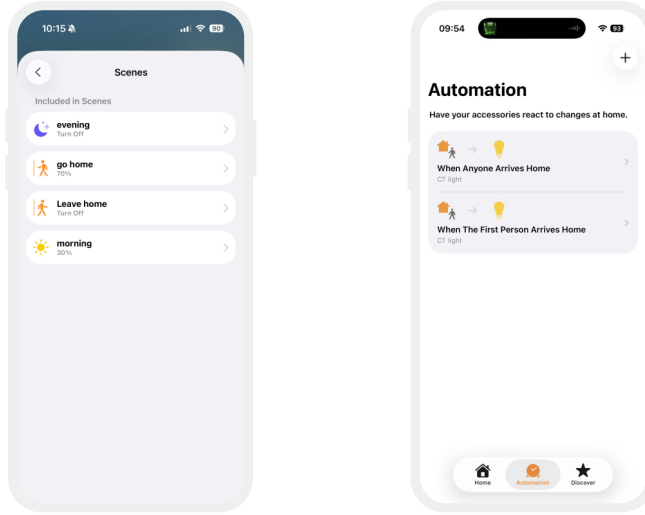 10:15
90
Scenes
Included in Scenes
evening
Turn Off
go home
70%
Leave home
Turn Off
morning
30%
09:54
93
Automation
Have your accessories react to changes at home.
When Anyone Arrives Home
CT light
When The First Person Arrives Home
CT light
Home
Automation
Discover